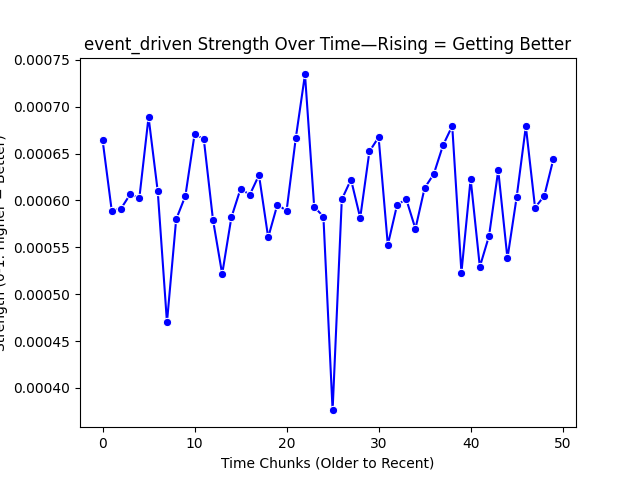 event_driven Strength Over Time—Rising = Getting Better
0.00075
0.00070
0.00065
0.00060
0.00055
0.00050
0.00045
0.00040
Strength (0-1: Higher = Better)
0 10 20 30 40 50
Time Chunks (Older to Recent)